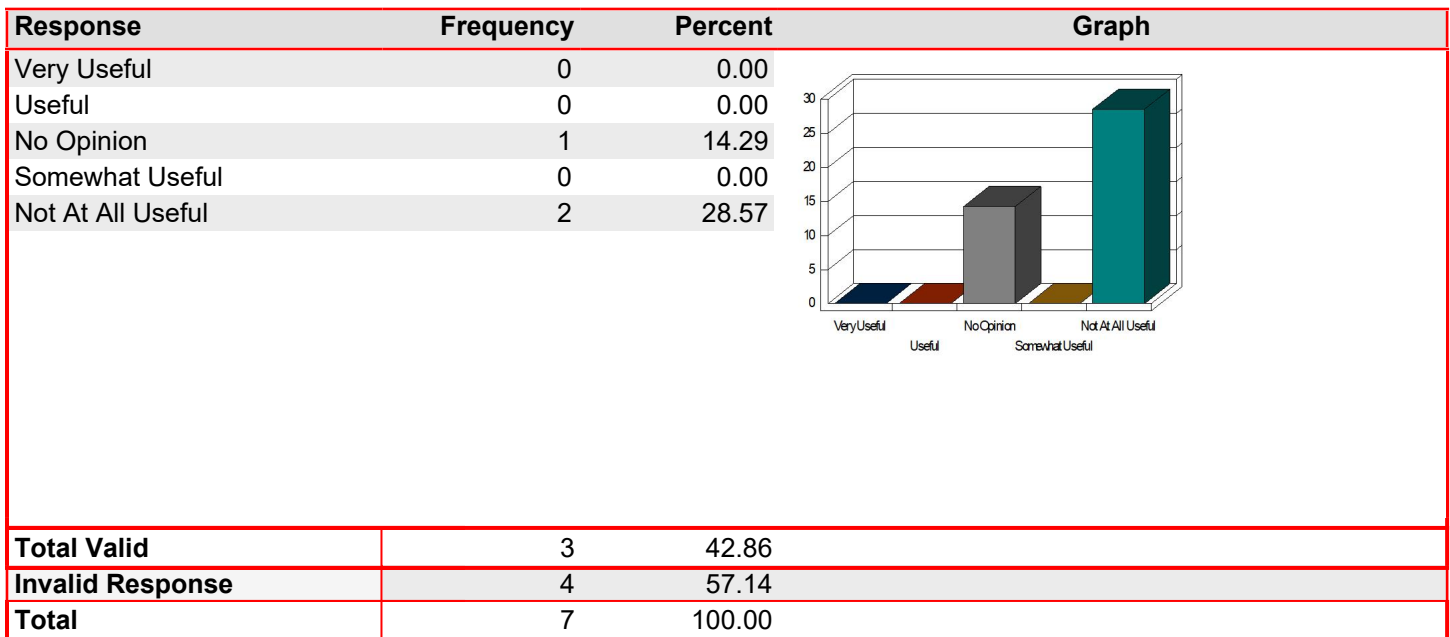 Response Frequency Percent Graph
Very Useful 0 0.00
Useful 0 0.00
No Opinion 1 14.29
Somewhat Useful 0 0.00
Not At All Useful 2 28.57
30
25
20
15
10
5
0
Very Useful No Opinion Not At All Useful
Useful Somewhat Useful
Total Valid 3 42.86
Invalid Response 4 57.14
Total 7 100.00